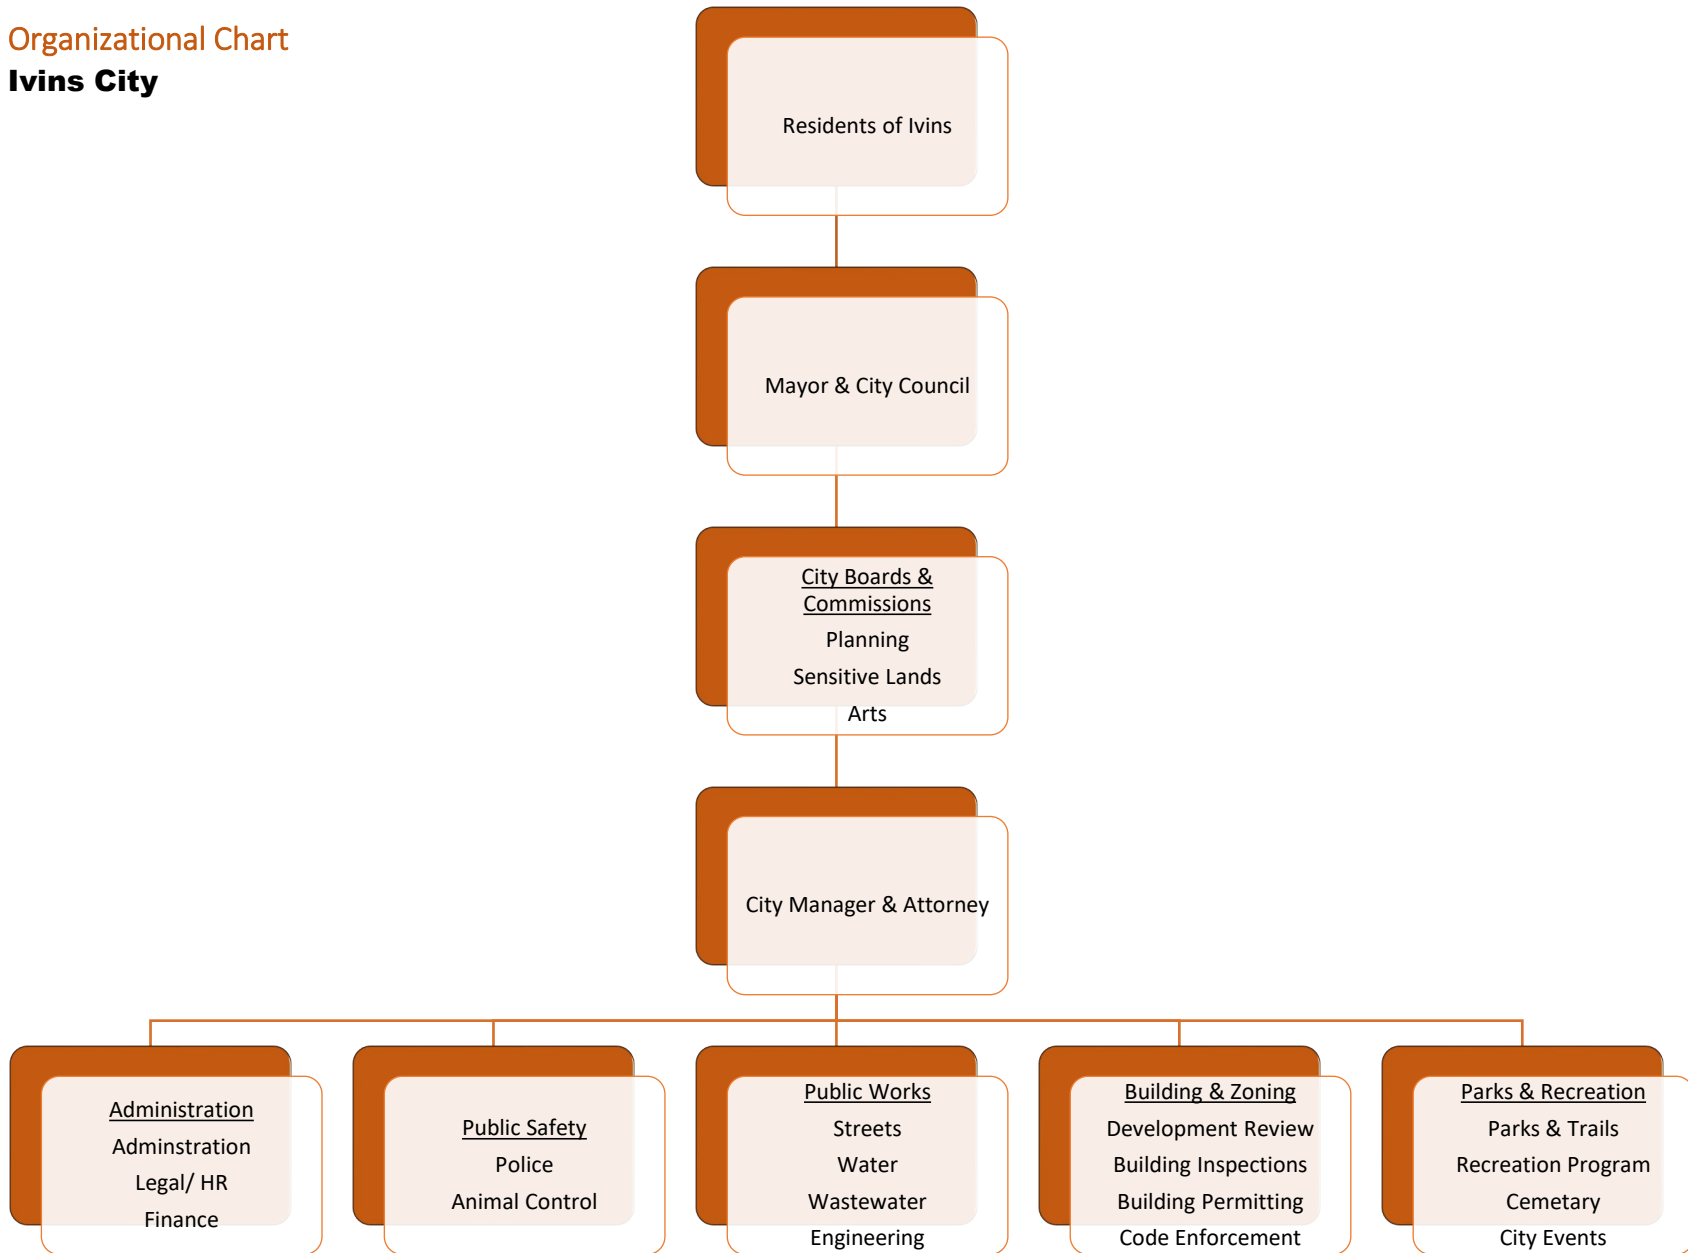 Organizational Chart
Ivins City
Residents of Ivins
Mayor & City Council
City Boards &
Commissions
Planning
Sensitive Lands
Arts
City Manager & Attorney
Administration
Adminstration
Legal/ HR
Finance
Public Safety
Police
Animal Control
Public Works
Streets
Water
Wastewater
Engineering
Building & Zoning
Development Review
Building Inspections
Building Permitting
Code Enforcement
Parks & Recreation
Parks & Trails
Recreation Program
Cemetary
City Events